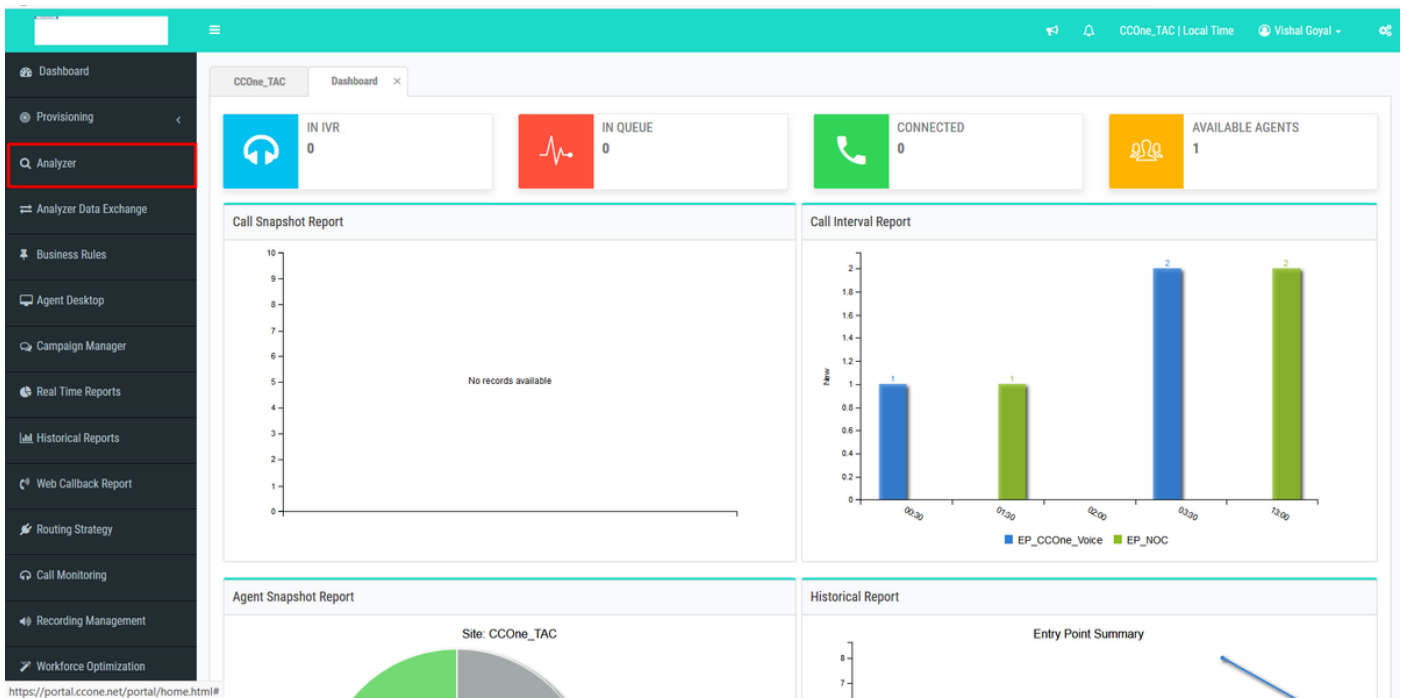 CCOne_TAC | Local Time
Vishal Goyal
Dashboard
Provisioning
Analyzer
Analyzer Data Exchange
Business Rules
Agent Desktop
Campaign Manager
Real Time Reports
Historical Reports
Web Callback Report
Routing Strategy
Call Monitoring
Recording Management
Workforce Optimization
https://portal.ccone.net/portal/home.html#
CCOne_TAC
Dashboard ×
IN IVR
0
IN QUEUE
0
CONNECTED
0
AVAILABLE AGENTS
1
Call Snapshot Report
10
9
8
7
6
5
4
3
2
1
0
No records available
Call Interval Report
New
2
1.8
1.6
1.4
1.2
1
0.8
0.6
0.4
0.2
0
1
1
2
2
00:30
01:30
02:00
03:30
13:00
EP_CCOne_Voice
EP_NOC
Agent Snapshot Report
Site: CCOne_TAC
Historical Report
Entry Point Summary
8
7